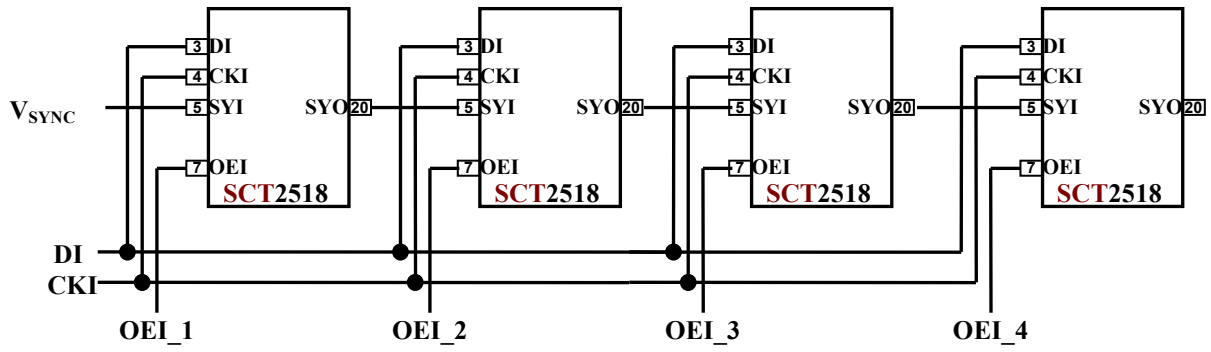 3 DI 3 DI 3 DI 3 DI
4 CKI 4 CKI 4 CKI 4 CKI
V_SYNC 5 SYI SYO 20 5 SYI SYO 20 5 SYI SYO 20 5 SYI SYO 20
7 OEI 7 OEI 7 OEI 7 OEI
SCT2518 SCT2518 SCT2518 SCT2518
DI
CKI
OEI_1 OEI_2 OEI_3 OEI_4